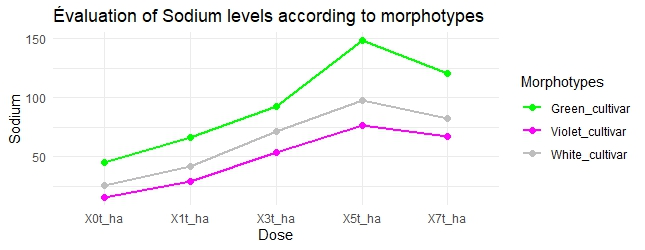 Évaluation of Sodium levels according to morphotypes
150
100
50
Sodium
X0t_ha X1t_ha X3t_ha X5t_ha X7t_ha
Dose
Morphotypes
Green_cultivar
Violet_cultivar
White_cultivar